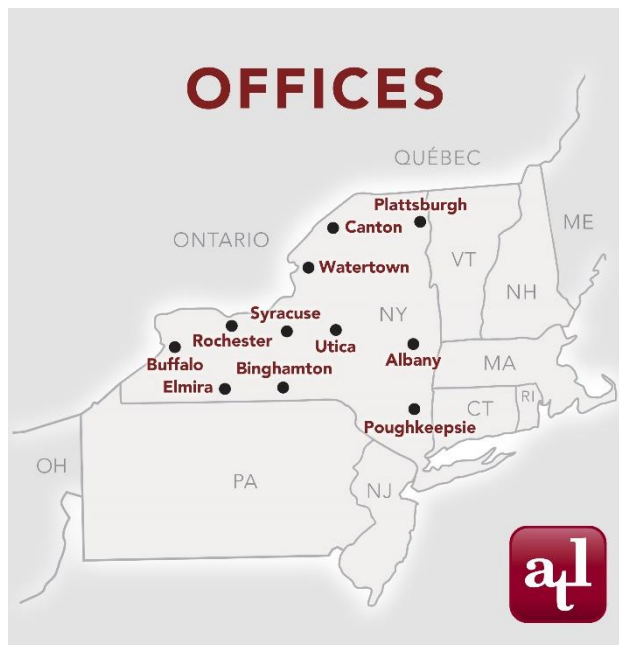 OFFICES
QUÉBEC
Plattsburgh
Canton
ONTARIO
ME
VT
Watertown
NH
Syracuse
NY
Rochester
Utica
Buffalo
Albany
MA
Binghamton
Elmira
RI
CT
Poughkeepsie
OH
PA
NJ
atl